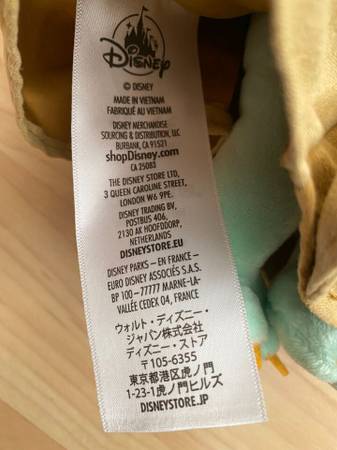 Disney
© DISNEY
MADE IN VIETNAM
FABRIQUÉ AU VIETNAM
DISNEY MERCHANDISE
SOURCING & DISTRIBUTION, LLC
BURBANK, CA 91521
shopDisney.com
CA 25083
THE DISNEY STORE LTD,
3 QUEEN CAROLINE STREET,
LONDON W6 9PE.
DISNEY TRADING BV,
POSTBUS 406,
2130 AK HOOFDDORP,
NETHERLANDS
DISNEYSTORE.EU
DISNEY PARKS – EN FRANCE –
EURO DISNEY ASSOCIÉS S.A.S.
BP 100 –77777 MARNE-LA-
VALLÉE CEDEX 04, FRANCE
ウォルト・ディズニー・
ジャパン株式会社
ディズニー・ストア
〒105-6355
東京都港区虎ノ門
1-23-1虎ノ門ヒルズ
DISNEYSTORE.JP